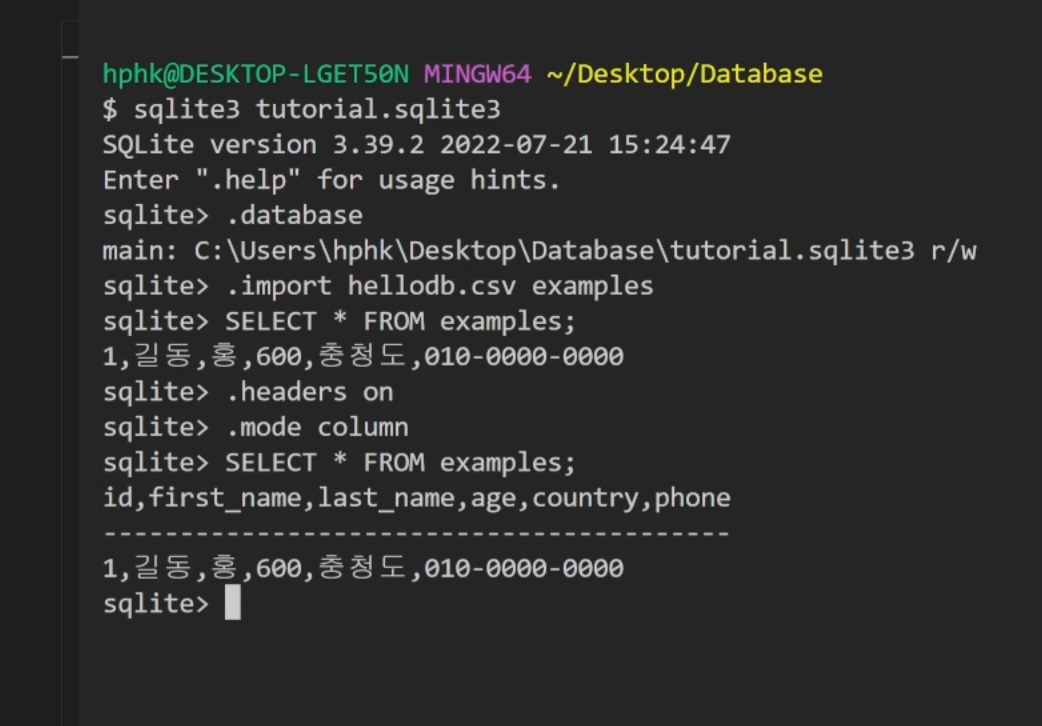 hphk@DESKTOP-LGET50N MINGW64 ~/Desktop/Database
$ sqlite3 tutorial.sqlite3
SQLite version 3.39.2 2022-07-21 15:24:47
Enter ".help" for usage hints.
sqlite> .database
main: C:\Users\hphk\Desktop\Database\tutorial.sqlite3 r/w
sqlite> .import hellodb.csv examples
sqlite> SELECT * FROM examples;
1,길동,홍,600,충청도,010-0000-0000
sqlite> .headers on
sqlite> .mode column
sqlite> SELECT * FROM examples;
id,first_name,last_name,age,country,phone
-----------------------------------------
1,길동,홍,600,충청도,010-0000-0000
sqlite>